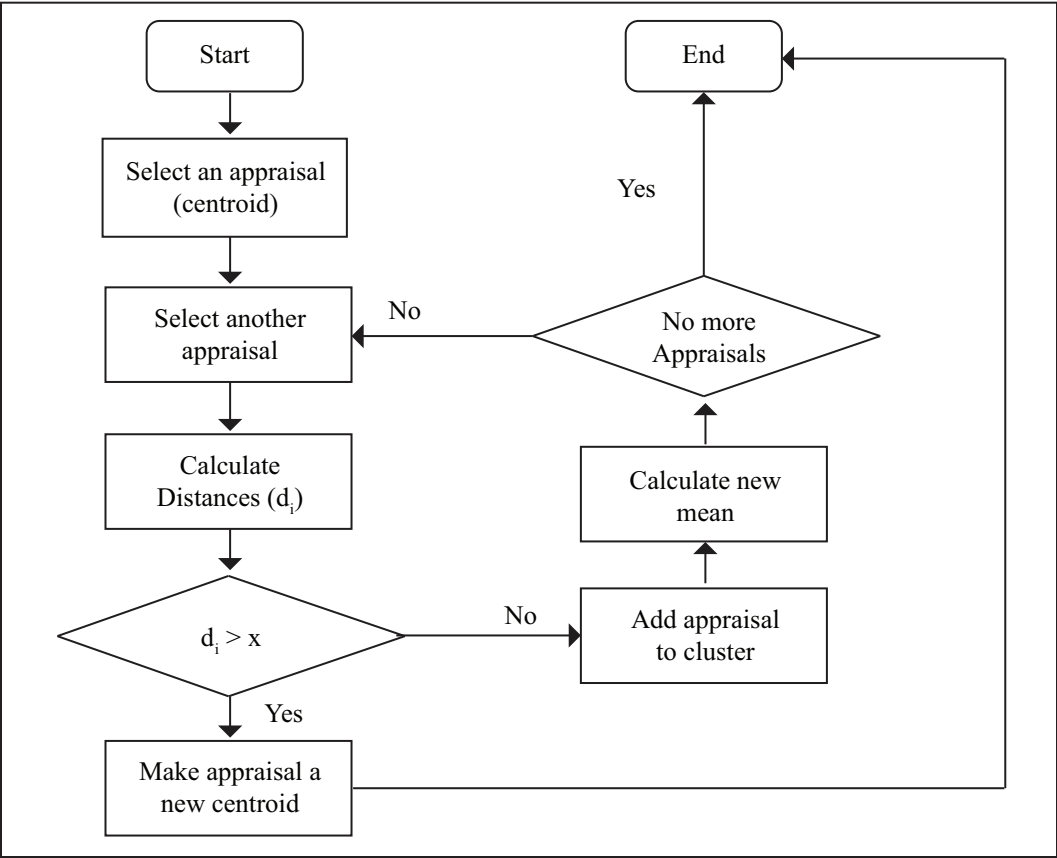 Start
End
Select an appraisal
(centroid)
Yes
Select another
appraisal
No
No more
Appraisals
Calculate
Distances (dᵢ)
Calculate new
mean
dᵢ > x
No
Add appraisal
to cluster
Yes
Make appraisal a
new centroid